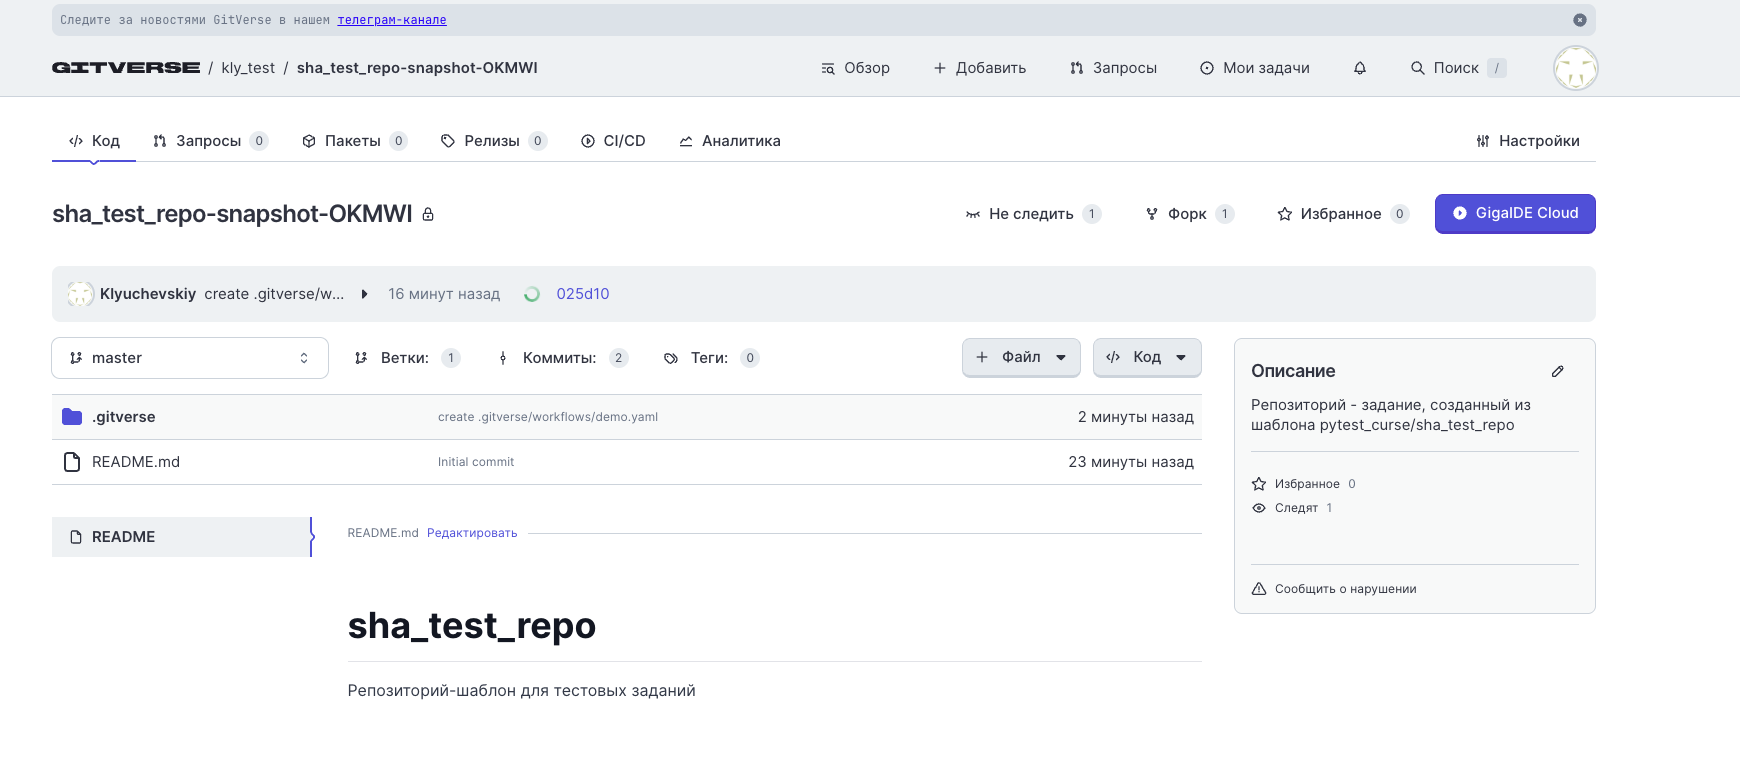 Следите за новостями GitVerse в нашем телеграм-канале
GITVERSE / kly_test / sha_test_repo-snapshot-OKMWI
Обзор
Добавить
Запросы
Мои задачи
Поиск /
Код
Запросы 0
Пакеты 0
Релизы 0
CI/CD
Аналитика
Настройки
sha_test_repo-snapshot-OKMWI
Не следить 1
Форк 1
Избранное 0
GigaIDE Cloud
Klyuchevskiy create .gitverse/w... 16 минут назад 025d10
master
Ветки: 1
Коммиты: 2
Теги: 0
Файл
Код
.gitverse create .gitverse/workflows/demo.yaml 2 минуты назад
README.md Initial commit 23 минуты назад
Описание
Репозиторий - задание, созданный из
шаблона pytest_curse/sha_test_repo
Избранное 0
Следят 1
Сообщить о нарушении
README
README.md Редактировать
sha_test_repo
Репозиторий-шаблон для тестовых заданий